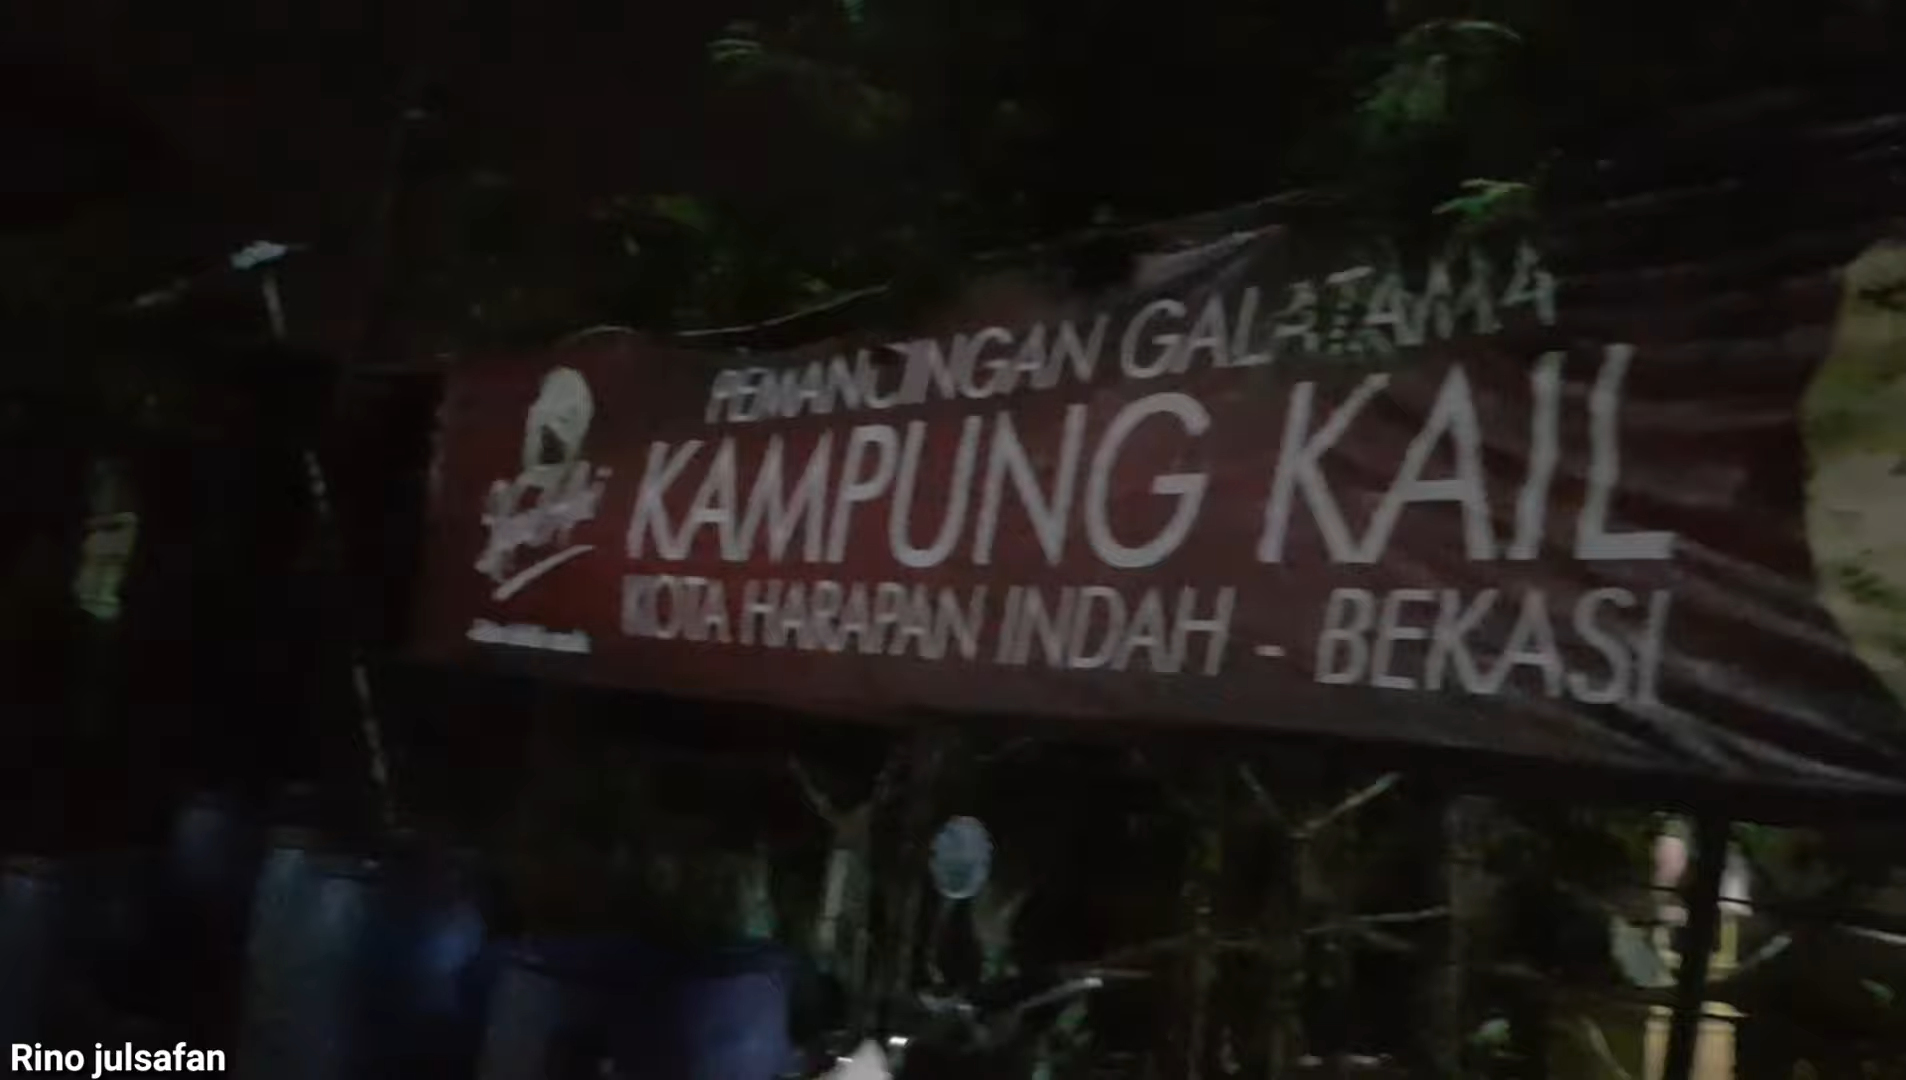 PEMANCINGAN GALATAMA
KAMPUNG KAIL
KOTA HARAPAN INDAH - BEKASI
Rino julsafan